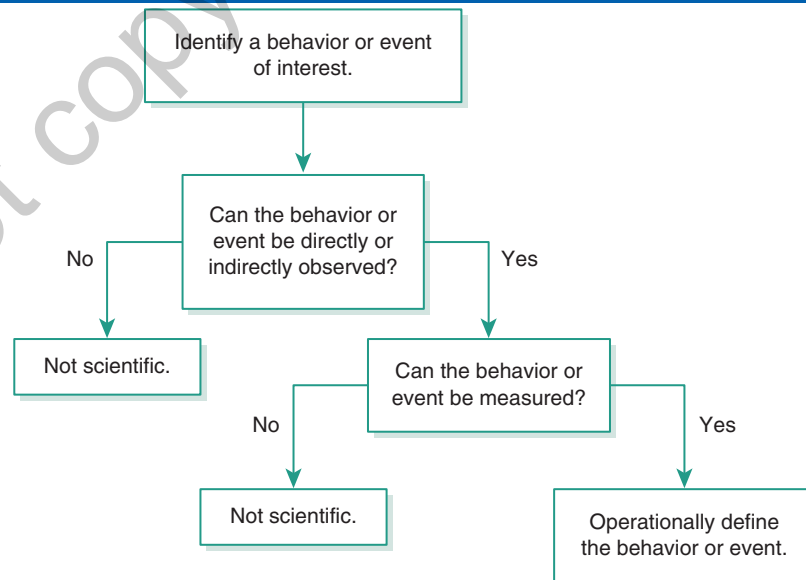 Identify a behavior or event
of interest.
Can the behavior or
event be directly or
indirectly observed?
No
Yes
Not scientific.
Can the behavior or
event be measured?
No
Yes
Not scientific.
Operationally define
the behavior or event.
copy